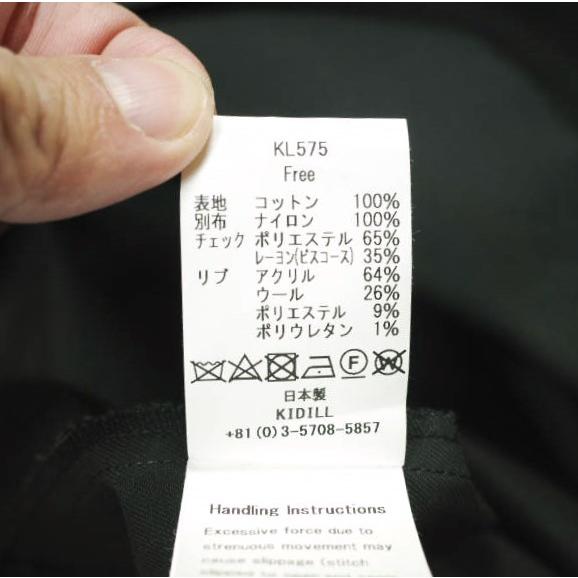 KL575
Free
表地 コットン 100%
別布 ナイロン 100%
チェック ポリエステル 65%
レーヨン(ビスコース) 35%
リブ アクリル 64%
ウール 26%
ポリエステル 9%
ポリウレタン 1%
F W
日本製
KIDILL
+81(0)3-5708-5857
Handling Instructions
Excessive force due to
strenuous movement may
cause slippage (stitch